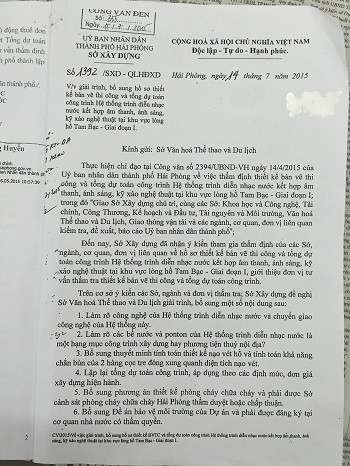 CÔNG VĂN ĐẾN
UỶ BAN NHÂN DÂN
THÀNH PHỐ HẢI PHÒNG
SỞ XÂY DỰNG
CỘNG HOÀ XÃ HỘI CHỦ NGHĨA VIỆT NAM
Độc lập - Tự do - Hạnh phúc.
Số 1392 /SXD - QLHĐXD
Hải Phòng, ngày 14 / 7 năm 2015
V/v giải trình, bổ sung hồ sơ thiết
kế bản vẽ thi công và tổng dự toán
công trình Hệ thống trình diễn nhạc
nước kết hợp âm thanh, ánh sáng,
kỹ xảo nghệ thuật tại khu vực lòng
hồ Tam Bạc - Giai đoạn I.
Kính gửi: Sở Văn hoá Thể thao và Du lịch
Thực hiện chỉ đạo tại Công văn số 2394/UBND-VH ngày 14/4/2015 của
Uỷ ban nhân dân thành phố Hải Phòng về việc thẩm định thiết kế bản vẽ thi
công và tổng dự toán công trình Hệ thống trình diễn nhạc nước kết hợp âm
thanh, ánh sáng, kỹ xảo nghệ thuật tại khu vực lòng hồ Tam Bạc - Giai đoạn I;
trong đó "Giao Sở Xây dựng chủ trì, cùng các Sở: Khoa học và Công nghệ, Tài
chính, Công Thương, Kế hoạch và Đầu tư, Tài nguyên và Môi trường, Văn hoá
Thể thao và Du lịch, Giao thông vận tải và các ngành, cơ quan, đơn vị liên quan
kiểm tra, đề xuất, báo cáo Uỷ ban nhân dân thành phố";
Đến nay, Sở Xây dựng đã nhận ý kiến tham gia thẩm định của các Sở,
ngành, cơ quan, đơn vị liên quan về hồ sơ thiết kế bản vẽ thi công và tổng dự
toán công trình Hệ thống trình diễn nhạc nước kết hợp âm thanh, ánh sáng, kỹ
xảo nghệ thuật tại khu vực lòng hồ Tam Bạc - Giai đoạn I, giới thiệu đơn vị tư
vấn thẩm tra thiết kế bản vẽ thi công và tổng dự toán công trình.
Trên cơ sở ý kiến các Sở, ngành và đơn vị thẩm tra; Sở Xây dựng đề nghị
Sở Văn hoá Thể thao và Du lịch giải trình, bổ sung một số nội dung sau:
1. Làm rõ công nghệ của Hệ thống trình diễn nhạc nước và chuyển giao
công nghệ của Hệ thống này.
2. Làm rõ các bè nước và ponton của Hệ thống trình diễn nhạc nước là
một hạng mục công trình xây dựng hay phương tiện thuỷ nội địa?
3. Bổ sung thuyết minh tính toán thiết kế nạo vét hồ và tính toán khả năng
chắn bùn của 2 hàng cọc tre đóng xung quanh diện tích nạo vét.
4. Lập lại tổng dự toán công trình, áp dụng theo các định mức, đơn giá
xây dựng hiện hành.
5. Bổ sung phương án thiết kế phòng cháy chữa cháy và phải được Sở
cảnh sát phòng cháy chữa cháy Hải Phòng thẩm duyệt hoặc chấp thuận.
6. Bổ sung Đề án bảo vệ môi trường của Dự án và phải được đăng ký tại
cơ quan nhà nước có thẩm quyền.